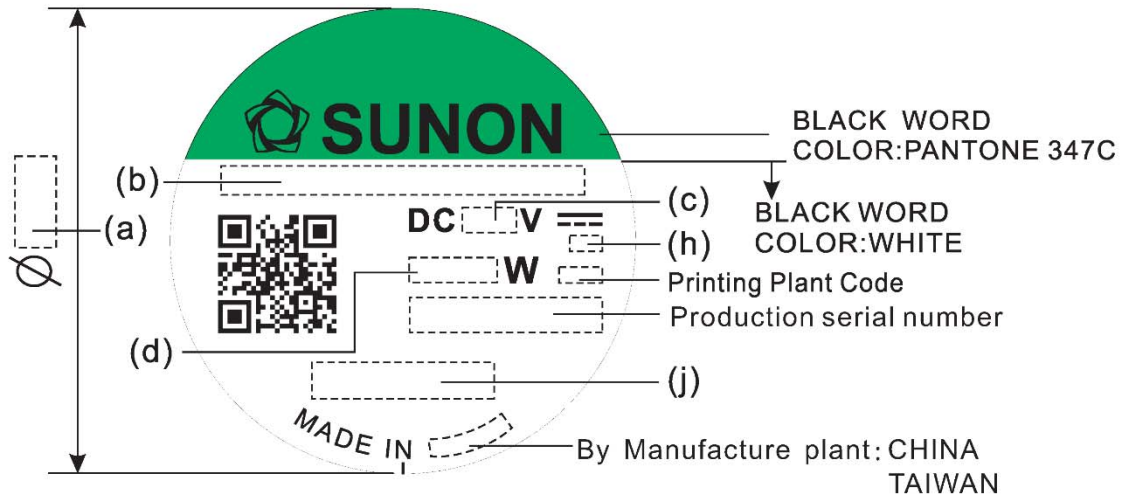 SUNON
BLACK WORD
COLOR:PANTONE 347C
(b)
(a)
Ø
DC V
(c)
BLACK WORD
COLOR:WHITE
(h)
W
Printing Plant Code
Production serial number
(d)
(j)
MADE IN
By Manufacture plant: CHINA
TAIWAN